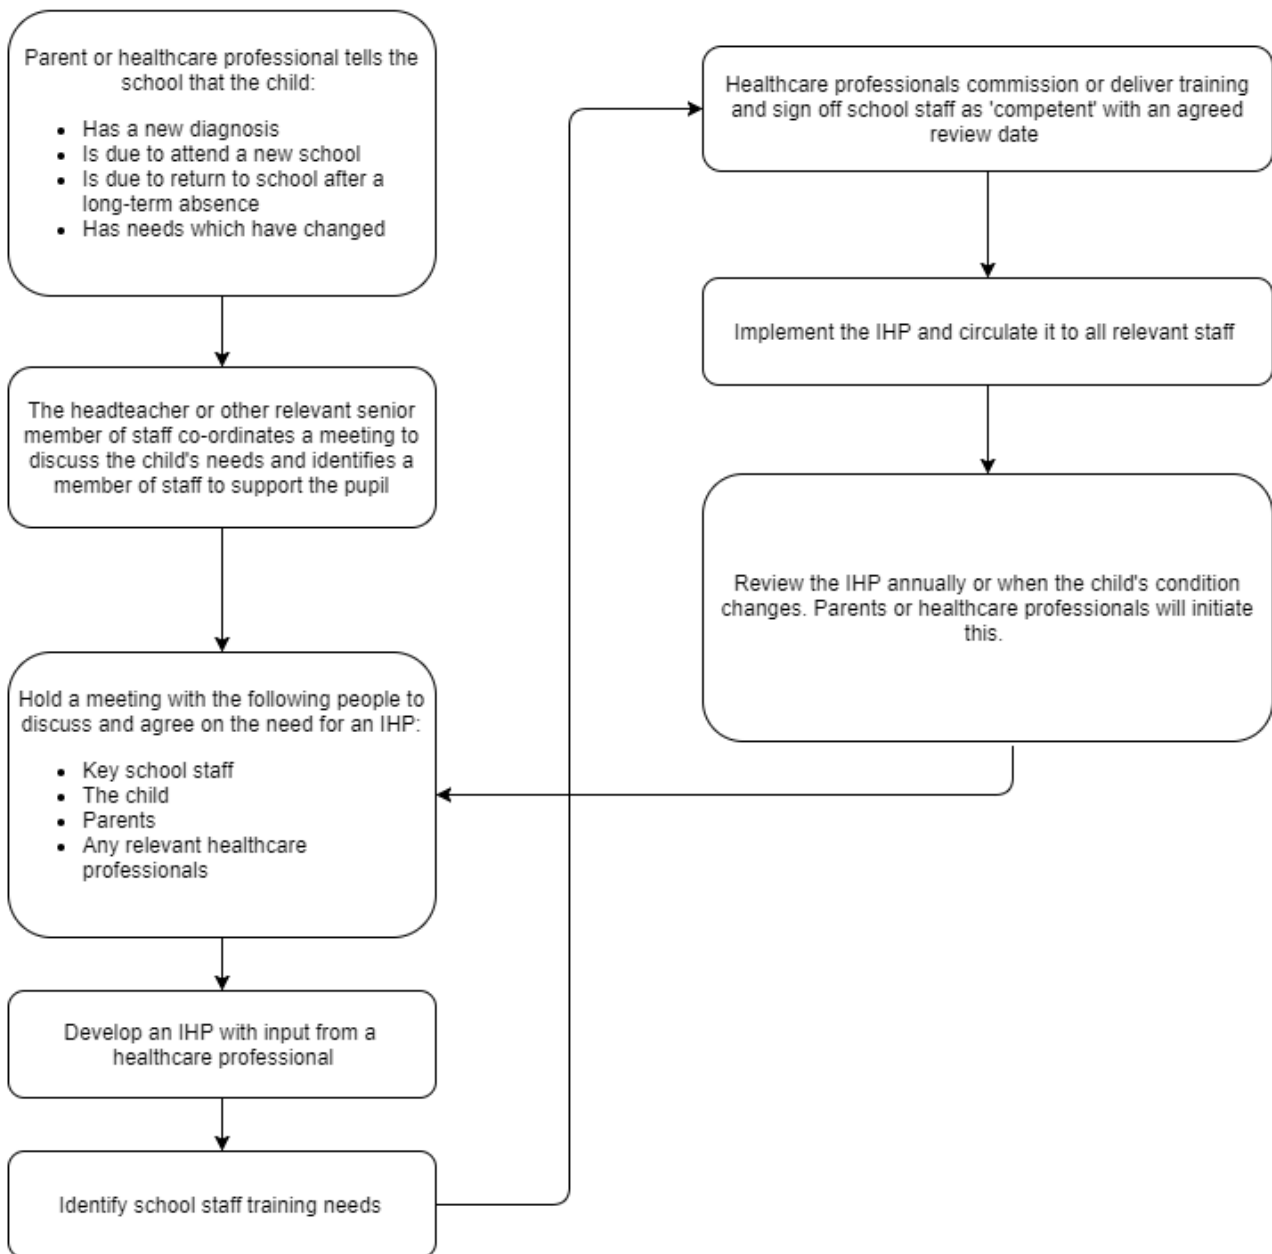 Parent or healthcare professional tells the
school that the child:
• Has a new diagnosis
• Is due to attend a new school
• Is due to return to school after a
long-term absence
• Has needs which have changed
The headteacher or other relevant senior
member of staff co-ordinates a meeting to
discuss the child's needs and identifies a
member of staff to support the pupil
Hold a meeting with the following people to
discuss and agree on the need for an IHP:
• Key school staff
• The child
• Parents
• Any relevant healthcare
professionals
Develop an IHP with input from a
healthcare professional
Identify school staff training needs
Healthcare professionals commission or deliver training
and sign off school staff as 'competent' with an agreed
review date
Implement the IHP and circulate it to all relevant staff
Review the IHP annually or when the child's condition
changes. Parents or healthcare professionals will initiate
this.